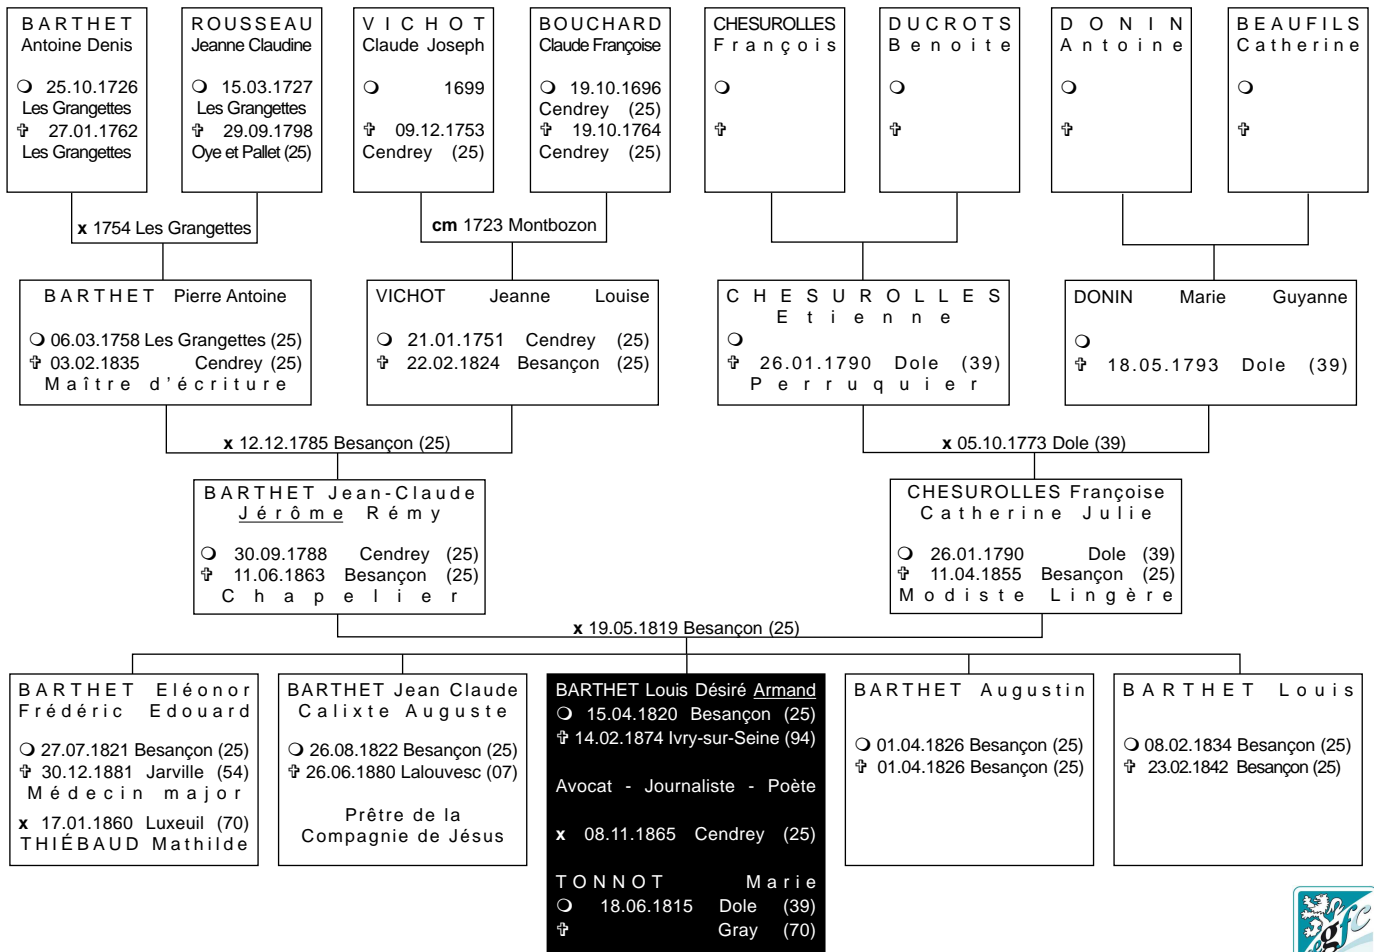 BARTHET
Antoine Denis
❍ 25.10.1726
Les Grangettes
✞ 27.01.1762
Les Grangettes
ROUSSEAU
Jeanne Claudine
❍ 15.03.1727
Les Grangettes
✞ 29.09.1798
Oye et Pallet (25)
VICHOT
Claude Joseph
❍ 1699
✞ 09.12.1753
Cendrey (25)
BOUCHARD
Claude Françoise
❍ 19.10.1696
Cendrey (25)
✞ 19.10.1764
Cendrey (25)
CHESUROLLES
François
❍
✞
DUCROTS
Benoite
❍
✞
DONIN
Antoine
❍
✞
BEAUFILS
Catherine
❍
✞
x 1754 Les Grangettes
cm 1723 Montbozon
BARTHET Pierre Antoine
❍ 06.03.1758 Les Grangettes (25)
✞ 03.02.1835 Cendrey (25)
Maître d'écriture
VICHOT Jeanne Louise
❍ 21.01.1751 Cendrey (25)
✞ 22.02.1824 Besançon (25)
CHESUROLLES
Etienne
❍
✞ 26.01.1790 Dole (39)
Perruquier
DONIN Marie Guyanne
❍
✞ 18.05.1793 Dole (39)
x 12.12.1785 Besançon (25)
x 05.10.1773 Dole (39)
BARTHET Jean-Claude
Jérôme Rémy
❍ 30.09.1788 Cendrey (25)
✞ 11.06.1863 Besançon (25)
Chapelier
CHESUROLLES Françoise
Catherine Julie
❍ 26.01.1790 Dole (39)
✞ 11.04.1855 Besançon (25)
Modiste Lingère
x 19.05.1819 Besançon (25)
BARTHET Eléonor
Frédéric Edouard
❍ 27.07.1821 Besançon (25)
✞ 30.12.1881 Jarville (54)
Médecin major
x 17.01.1860 Luxeuil (70)
THIÉBAUD Mathilde
BARTHET Jean Claude
Calixte Auguste
❍ 26.08.1822 Besançon (25)
✞ 26.06.1880 Lalouvesc (07)
Prêtre de la
Compagnie de Jésus
BARTHET Louis Désiré Armand
❍ 15.04.1820 Besançon (25)
✞ 14.02.1874 Ivry-sur-Seine (94)
Avocat - Journaliste - Poète
x 08.11.1865 Cendrey (25)
TONNOT Marie
❍ 18.06.1815 Dole (39)
✞ Gray (70)
BARTHET Augustin
❍ 01.04.1826 Besançon (25)
✞ 01.04.1826 Besançon (25)
BARTHET Louis
❍ 08.02.1834 Besançon (25)
✞ 23.02.1842 Besançon (25)